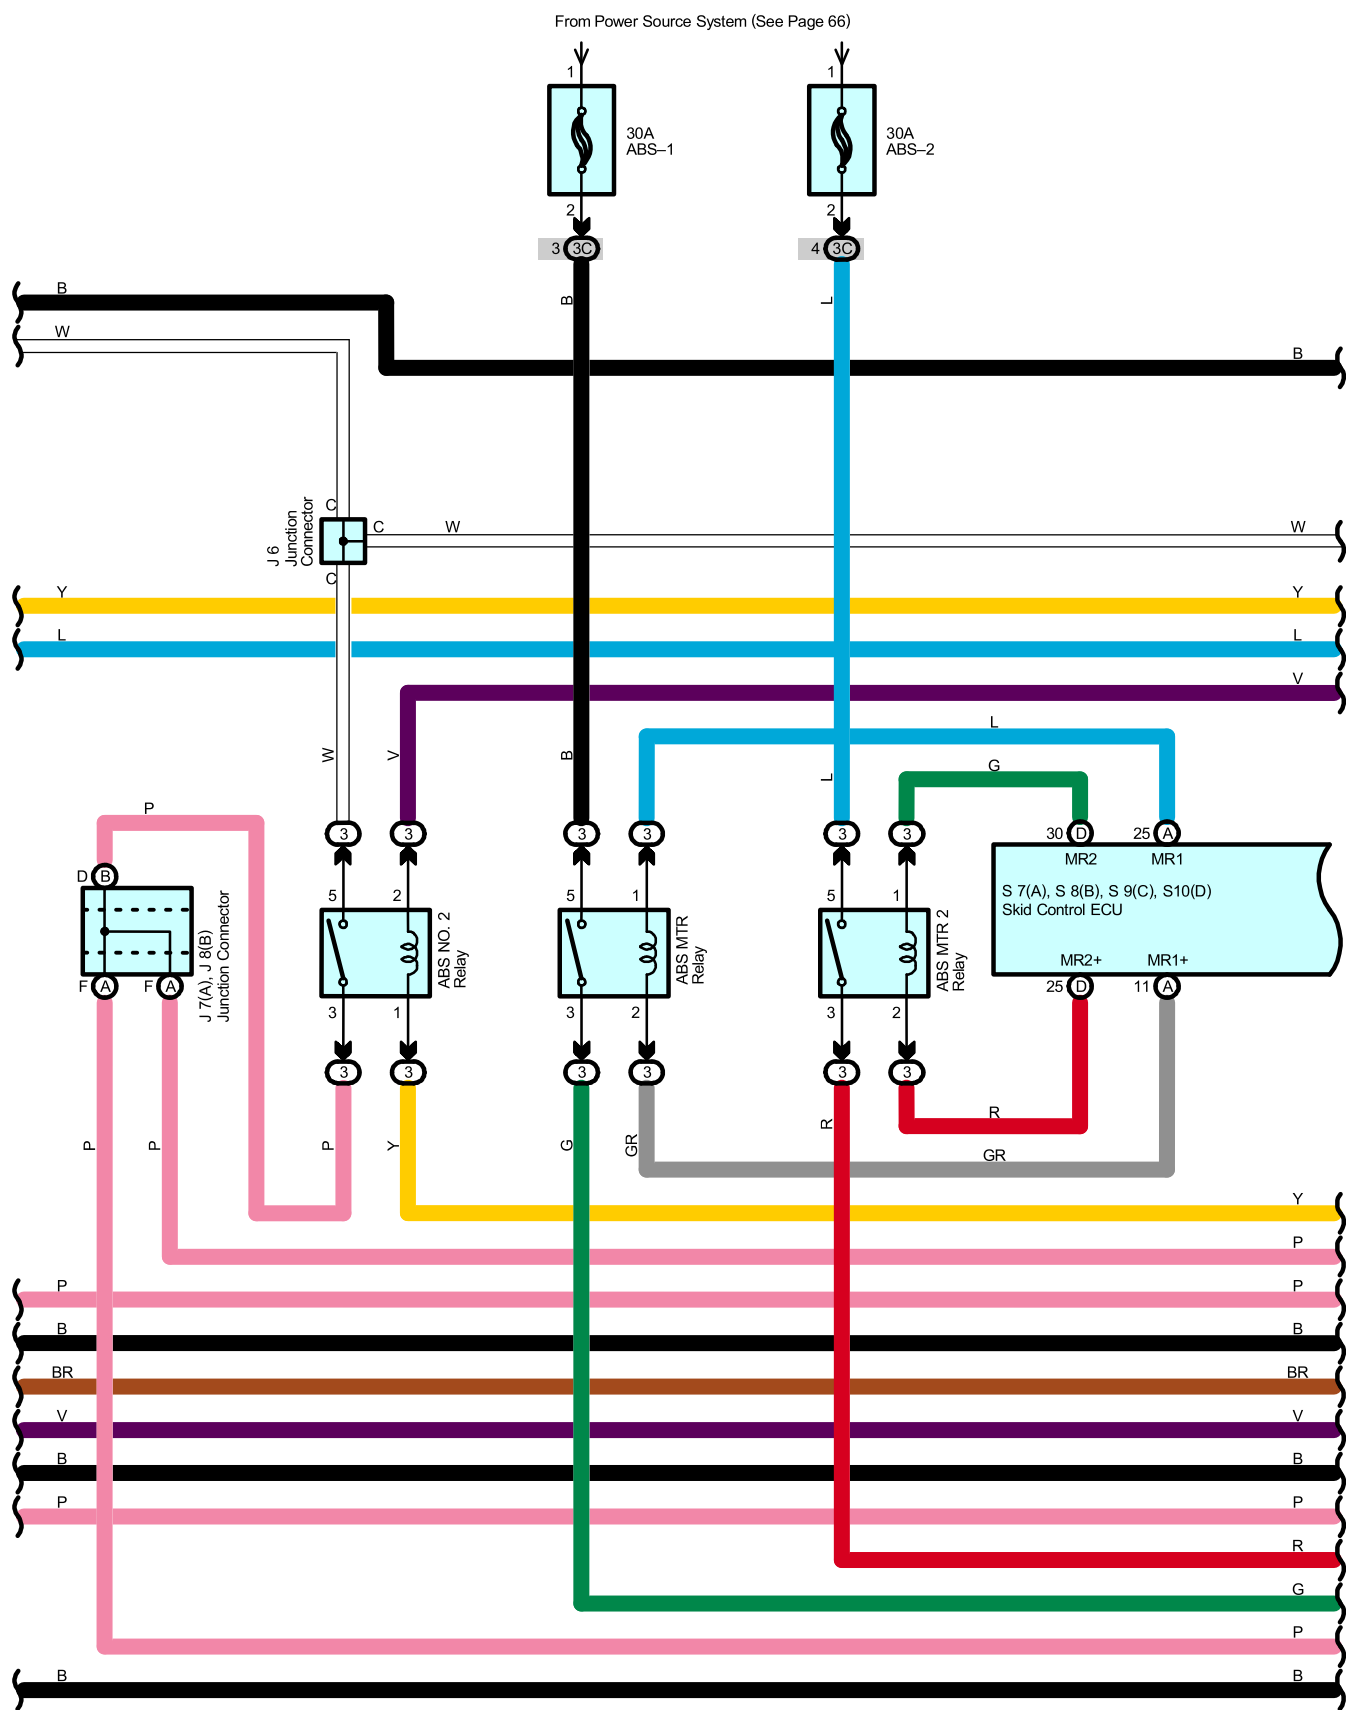 From Power Source System (See Page 66)
1
1
30A
ABS–1
30A
ABS–2
2
2
3 3C
4 3C
B
B
L
W
B
C
J 6
Junction
Connector
C
W
W
C
Y
Y
L
L
V
L
W
V
B
L
G
P
3
3
3
3
3
3
30 D
25 A
MR2
MR1
D B
5
2
5
1
5
1
S 7(A), S 8(B), S 9(C), S10(D)
Skid Control ECU
J 7(A), J 8(B)
Junction Connector
ABS NO. 2
Relay
ABS MTR
Relay
ABS MTR 2
Relay
MR2+
MR1+
F A
F A
25 D
11 A
3
1
3
2
3
2
3
3
3
3
3
3
P
P
P
Y
G
GR
R
R
GR
Y
P
P
P
B
B
BR
BR
V
V
B
B
P
P
R
G
P
B
B